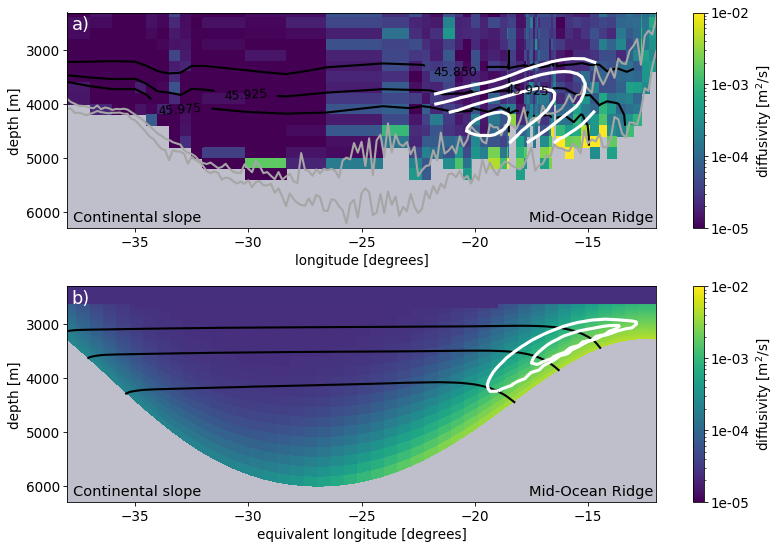 a)
3000
4000
5000
6000
depth [m]
45.850
45.925
45.925
45.975
Continental slope
Mid-Ocean Ridge
−35
−30
−25
−20
−15
longitude [degrees]
1e-02
1e-03
1e-04
1e-05
diffusivity [m²/s]
b)
3000
4000
5000
6000
depth [m]
Continental slope
Mid-Ocean Ridge
−35
−30
−25
−20
−15
equivalent longitude [degrees]
1e-02
1e-03
1e-04
1e-05
diffusivity [m²/s]